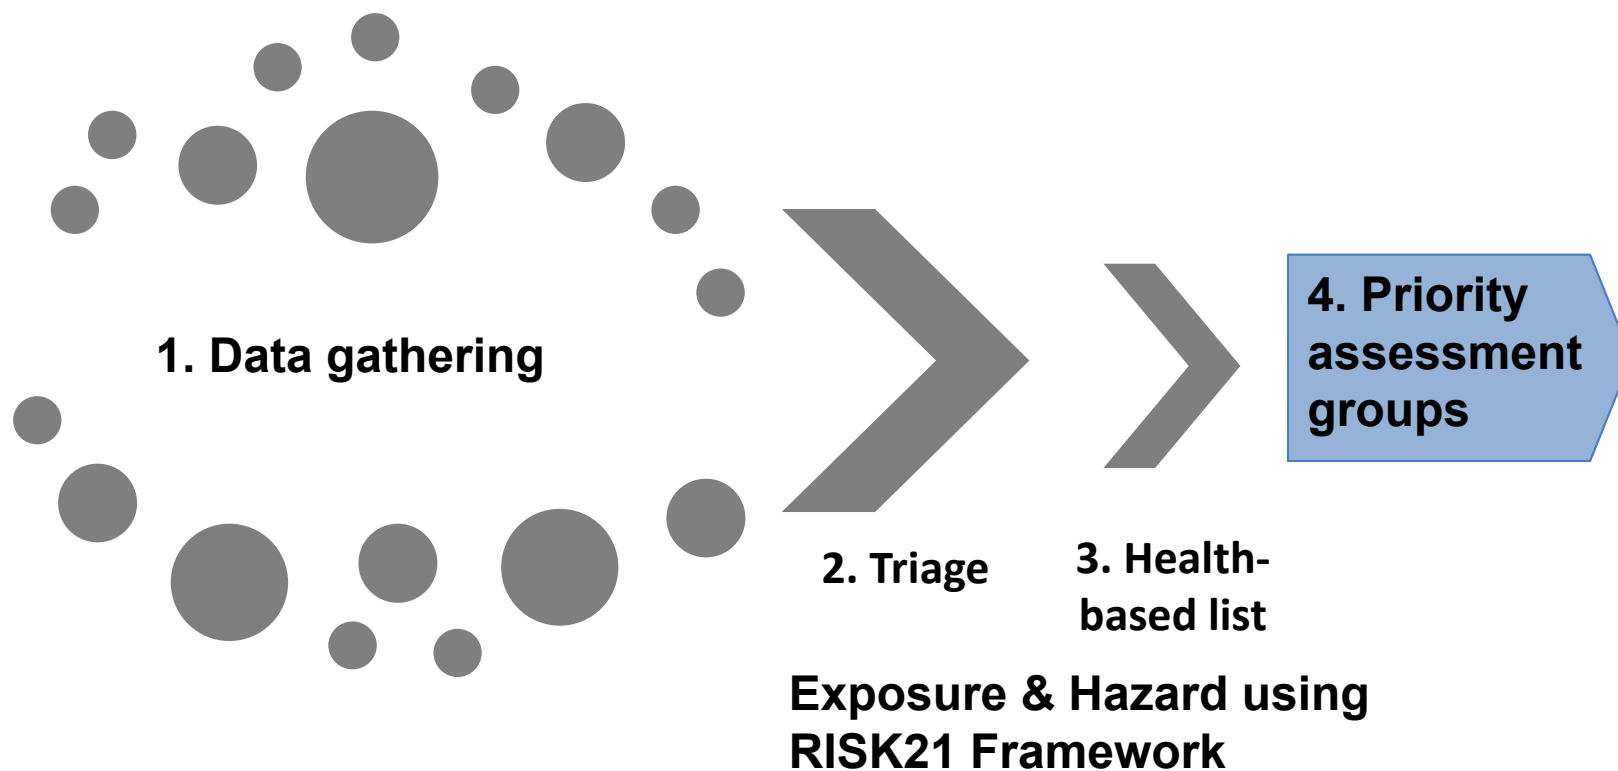 1. Data gathering
2. Triage
3. Health-
based list
4. Priority
assessment
groups
Exposure & Hazard using
RISK21 Framework